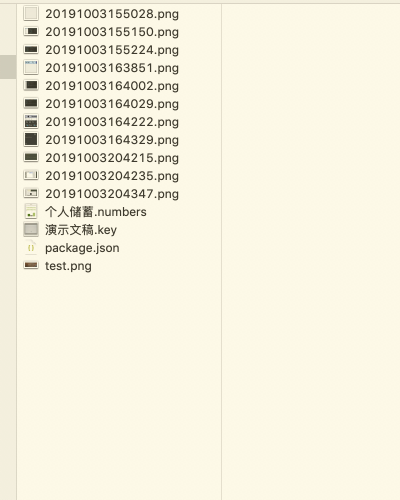 20191003155028.png
20191003155150.png
20191003155224.png
20191003163851.png
20191003164002.png
20191003164029.png
20191003164222.png
20191003164329.png
20191003204215.png
20191003204235.png
20191003204347.png
个人储蓄.numbers
演示文稿.key
package.json
test.png